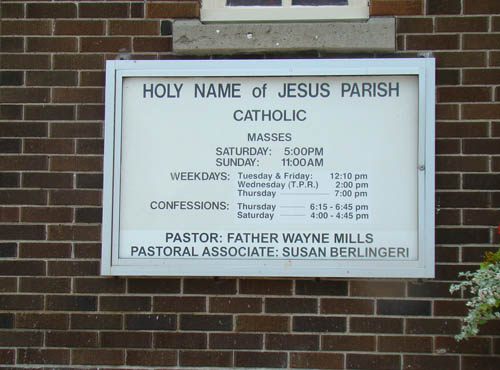 HOLY NAME of JESUS PARISH
CATHOLIC
MASSES
SATURDAY: 5:00PM
SUNDAY: 11:00AM
WEEKDAYS: Tuesday & Friday: 12:10 pm
Wednesday (T.P.R.) 2:00 pm
Thursday 7:00 pm
CONFESSIONS: Thursday 6:15 - 6:45 pm
Saturday 4:00 - 4:45 pm
PASTOR: FATHER WAYNE MILLS
PASTORAL ASSOCIATE: SUSAN BERLINGERI